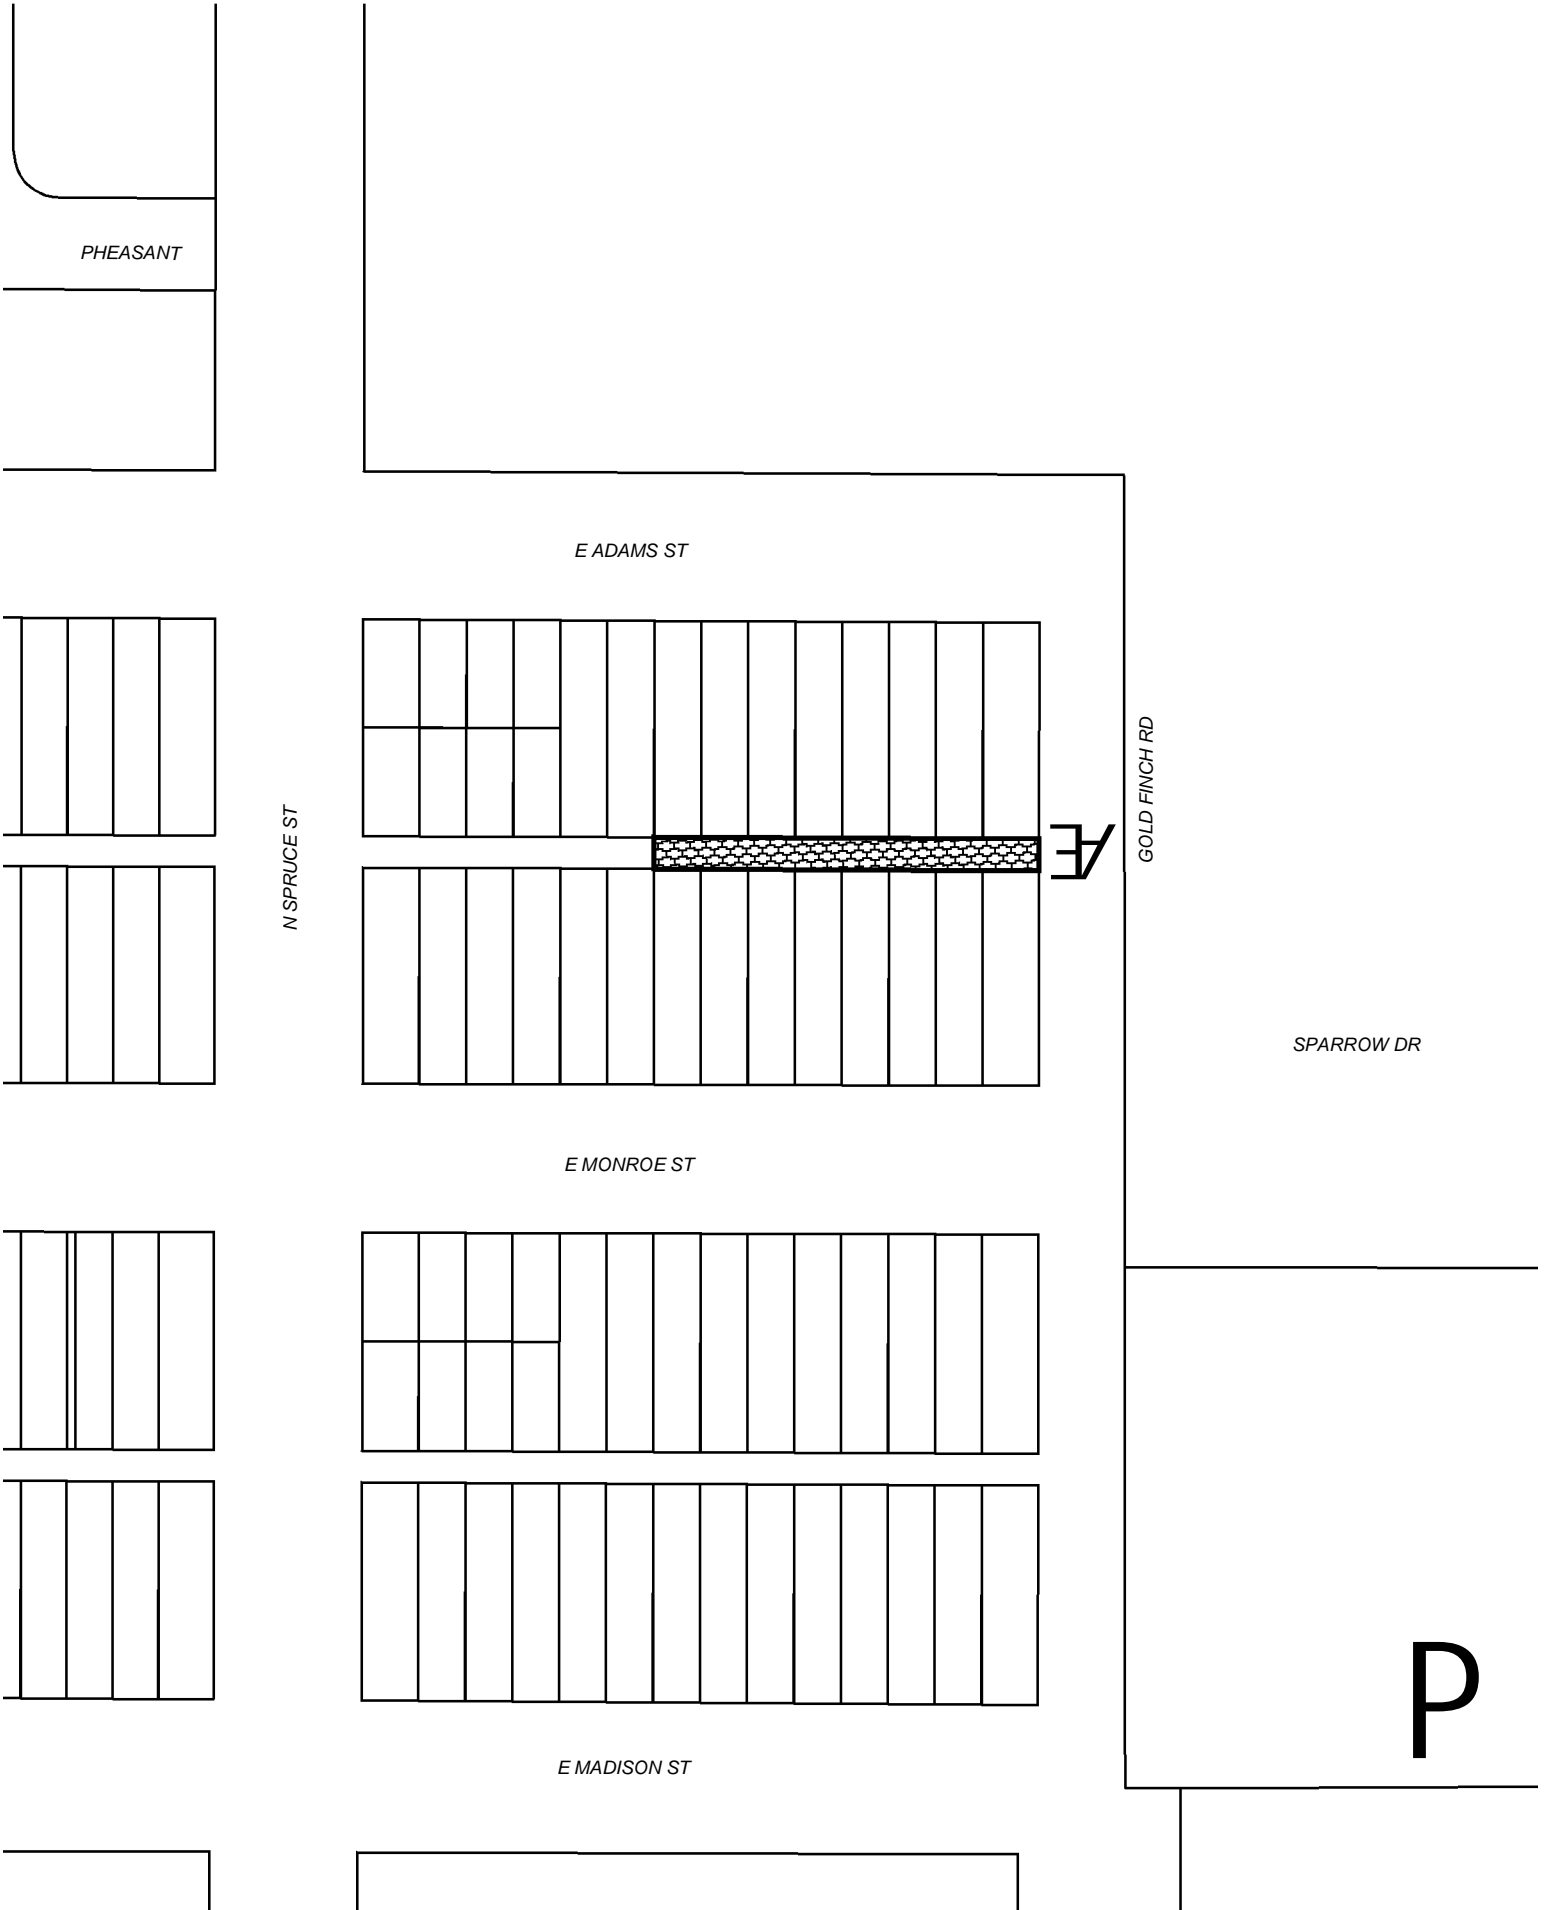 PHEASANT
E ADAMS ST
GOLD FINCH RD
N SPRUCE ST
SPARROW DR
E MONROE ST
P
E MADISON ST